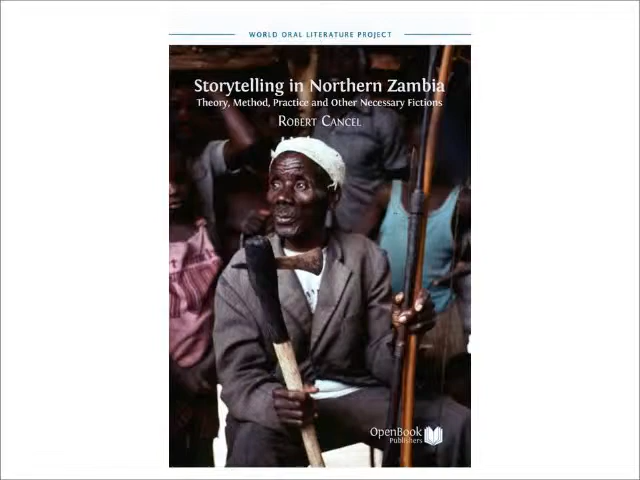 WORLD ORAL LITERATURE PROJECT
Storytelling in Northern Zambia
Theory, Method, Practice and Other Necessary Fictions
ROBERT CANCEL
OpenBook
Publishers